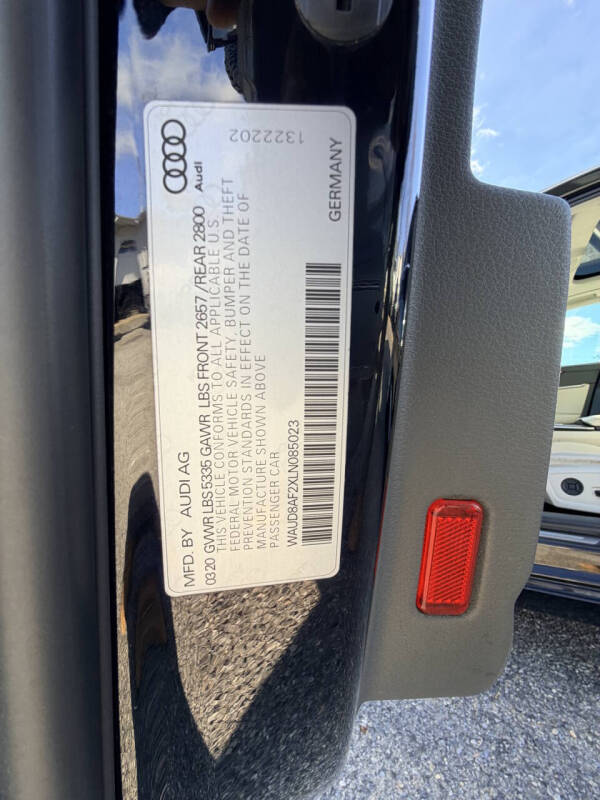 MFD. BY AUDI AG
0320 GVWR LBS 5335 GAWR LBS FRONT 2657 / REAR 2800
THIS VEHICLE CONFORMS TO ALL APPLICABLE U.S.
FEDERAL MOTOR VEHICLE SAFETY, BUMPER AND THEFT
PREVENTION STANDARDS IN EFFECT ON THE DATE OF
MANUFACTURE SHOWN ABOVE
PASSENGER CAR
WAUD8AF2XLN085023
Audi
1322202
GERMANY